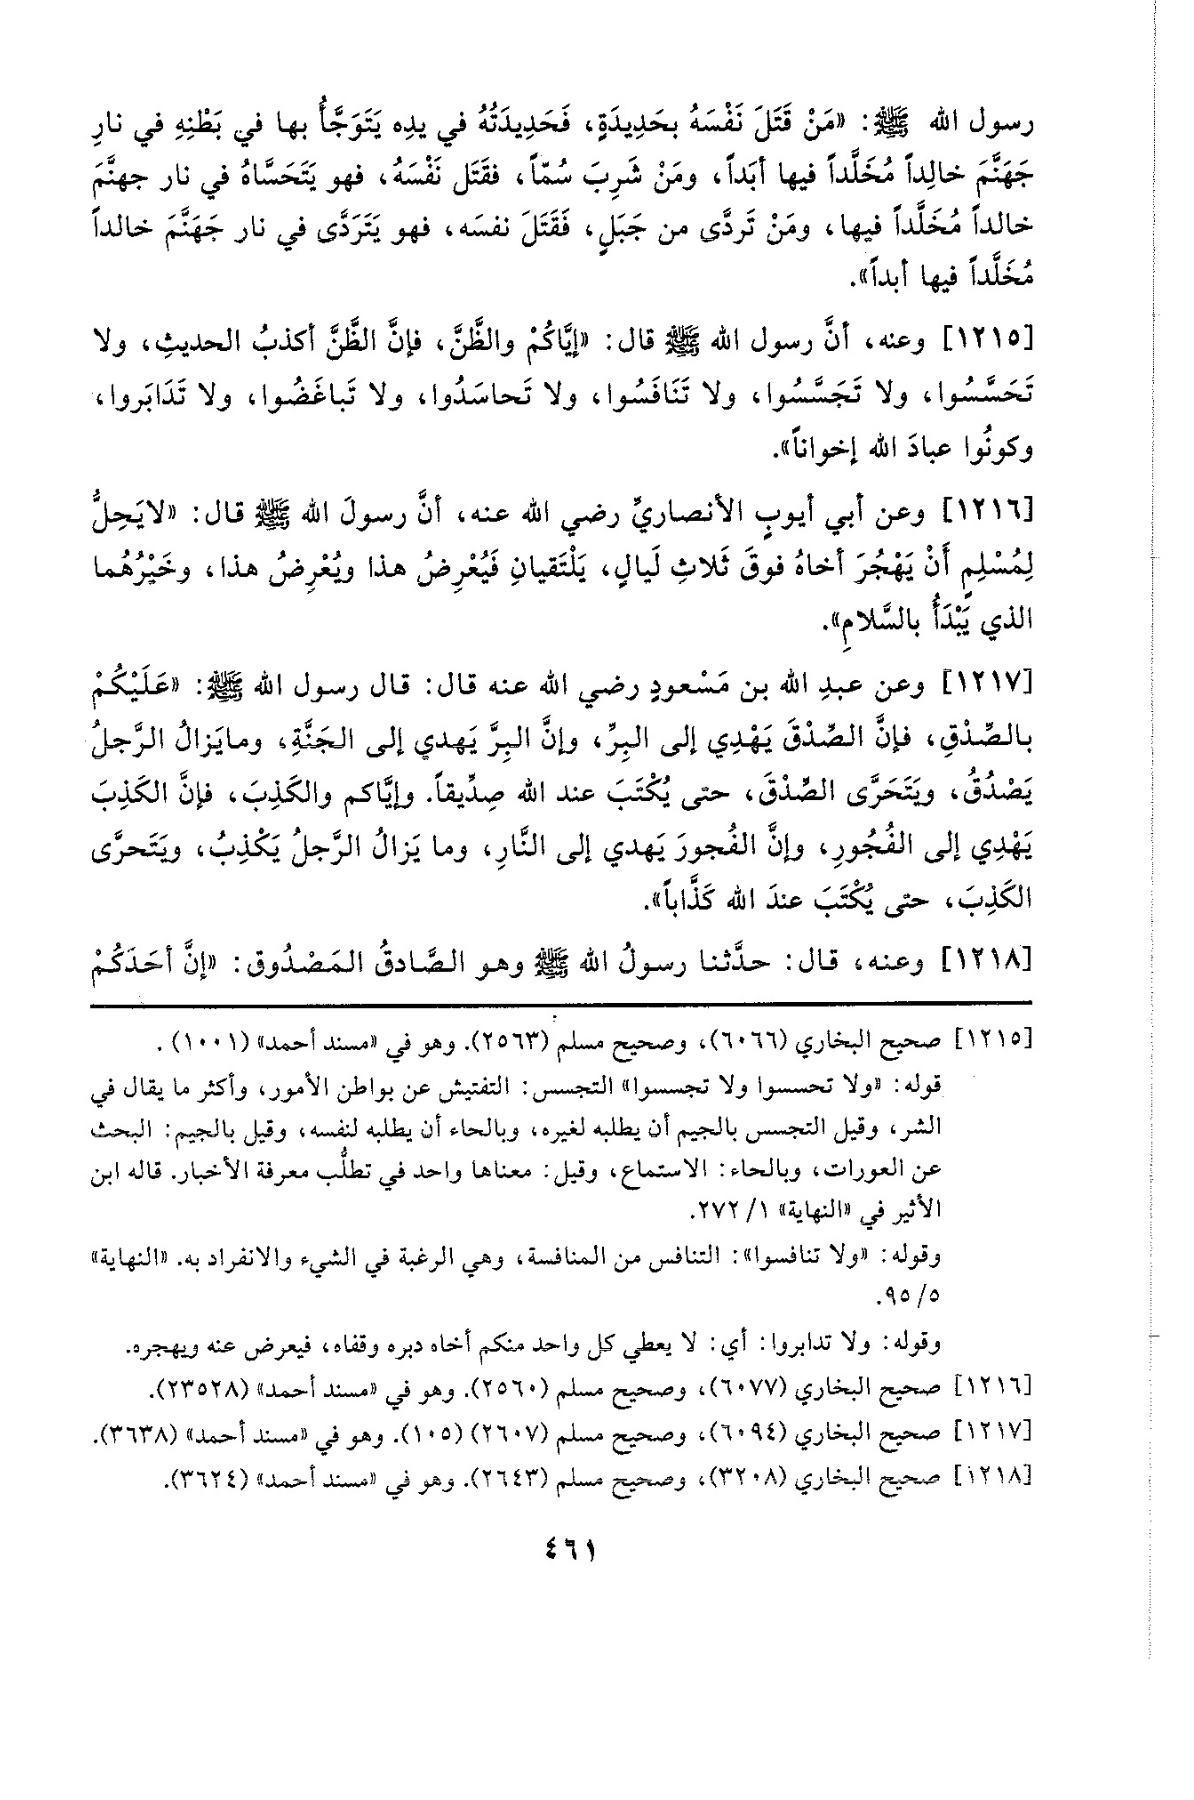 رسول الله ﷺ: «مَنْ قَتَلَ نَفْسَهُ بحَدِيدَةٍ، فَحَدِيدَتُهُ في يدِه يَتَوَجَّأُ بها في بَطْنِهِ في نارِ
جَهَنَّمَ خالِداً مُخَلَّداً فيها أبَداً، ومَنْ شَرِبَ سُمّاً، فقَتَل نَفْسَهُ، فهو يَتَحَسَّاهُ في نار جهنَّمَ
خالداً مُخَلَّداً فيها، ومَنْ تَردَّى من جَبَلٍ، فَقَتَلَ نفسَه، فهو يَتَرَدَّى في نار جَهَنَّمَ خالداً
مُخَلَّداً فيها أبداً».
[١٢١٥] وعنه، أنَّ رسول الله ﷺ قال: «إيَّاكُمْ والظَّنَّ، فإنَّ الظَّنَّ أكذبُ الحديثِ، ولا
تَحَسَّسُوا، ولا تَجَسَّسُوا، ولا تَنَافَسُوا، ولا تَحاسَدُوا، ولا تَباغَضُوا، ولا تَدَابَروا،
وكونُوا عبادَ الله إخواناً».
[١٢١٦] وعن أبي أيوبٍ الأنصاريِّ رضي الله عنه، أنَّ رسولَ الله ﷺ قال: «لايَحِلُّ
لِمُسْلِمٍ أَنْ يَهْجُرَ أخاهُ فوقَ ثَلاثِ لَيالٍ، يَلْتَقيانِ فَيُعْرِضُ هذا ويُعْرِضُ هذا، وخَيْرُهُما
الذي يَبْدَأُ بالسَّلامِ».
[١٢١٧] وعن عبدِ الله بن مَسْعودٍ رضي الله عنه قال: قال رسول الله ﷺ: «عَلَيْكُمْ
بالصِّدْقِ، فإنَّ الصِّدْقَ يَهْدِي إلى البِرِّ، وإنَّ البِرَّ يَهدي إلى الجَنَّةِ، ومايَزالُ الرَّجلُ
يَصْدُقُ، ويَتَحَرَّى الصِّدْقَ، حتى يُكْتَبَ عند الله صِدِّيقاً. وإيَّاكم والكَذِبَ، فإنَّ الكَذِبَ
يَهْدِي إلى الفُجُورِ، وإنَّ الفُجورَ يَهدي إلى النَّارِ، وما يَزالُ الرَّجلُ يَكْذِبُ، ويَتَحرَّى
الكَذِبَ، حتى يُكْتَبَ عندَ الله كَذَّاباً».
[١٢١٨] وعنه، قال: حدَّثنا رسولُ الله ﷺ وهو الصَّادقُ المَصْدُوق: «إنَّ أحَدَكُمْ
[١٢١٥] صحيح البخاري (٦٠٦٦)، وصحيح مسلم (٢٥٦٣). وهو في «مسند أحمد» (١٠٠١) .
قوله: «ولا تحسسوا ولا تجسسوا» التجسس: التفتيش عن بواطن الأمور، وأكثر ما يقال في
الشر، وقيل التجسس بالجيم أن يطلبه لغيره، وبالحاء أن يطلبه لنفسه، وقيل بالجيم: البحث
عن العورات، وبالحاء: الاستماع، وقيل: معناها واحد في تطلُّب معرفة الأخبار. قاله ابن
الأثير في «النهاية» ١/ ٢٧٢.
وقوله: «ولا تنافسوا»: التنافس من المنافسة، وهي الرغبة في الشيء والانفراد به. «النهاية»
٥/ ٩٥.
وقوله: ولا تدابروا: أي: لا يعطي كل واحد منكم أخاه دبره وقفاه، فيعرض عنه ويهجره.
[١٢١٦] صحيح البخاري (٦٠٧٧)، وصحيح مسلم (٢٥٦٠). وهو في «مسند أحمد» (٢٣٥٢٨).
[١٢١٧] صحيح البخاري (٦٠٩٤)، وصحيح مسلم (٢٦٠٧) (١٠٥). وهو في «مسند أحمد» (٣٦٣٨).
[١٢١٨] صحيح البخاري (٣٢٠٨)، وصحيح مسلم (٢٦٤٣). وهو في «مسند أحمد» (٣٦٢٤).
٤٦١